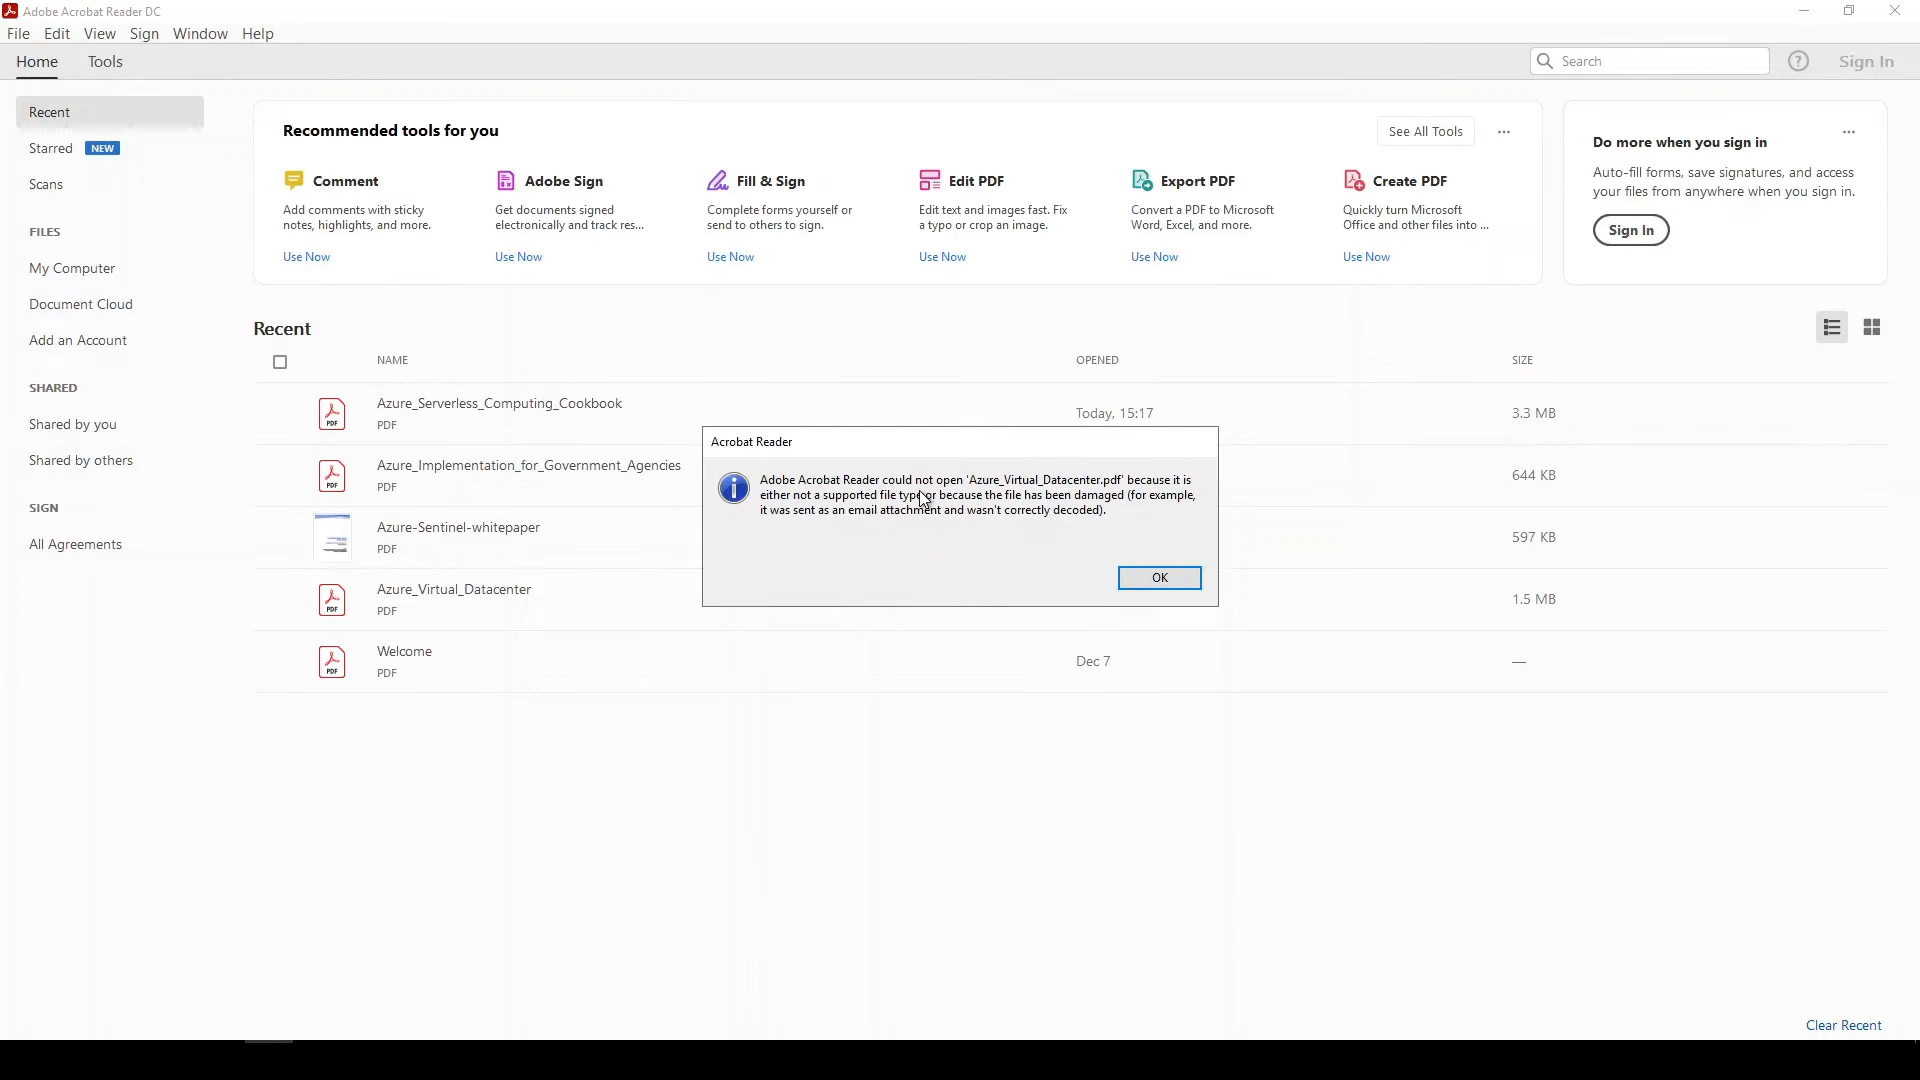 Adobe Acrobat Reader DC
File Edit View Sign Window Help
Home Tools
Search
?
Sign In
Recent
Starred NEW
Scans
FILES
My Computer
Document Cloud
Add an Account
SHARED
Shared by you
Shared by others
SIGN
All Agreements
Recommended tools for you
See All Tools
...
Comment
Add comments with sticky
notes, highlights, and more.
Use Now
Adobe Sign
Get documents signed
electronically and track res...
Use Now
Fill & Sign
Complete forms yourself or
send to others to sign.
Use Now
Edit PDF
Edit text and images fast. Fix
a typo or crop an image.
Use Now
Export PDF
Convert a PDF to Microsoft
Word, Excel, and more.
Use Now
Create PDF
Quickly turn Microsoft
Office and other files into ...
Use Now
Do more when you sign in
...
Auto-fill forms, save signatures, and access
your files from anywhere when you sign in.
Sign In
Recent
NAME OPENED SIZE
PDF
Azure_Serverless_Computing_Cookbook
PDF
Today, 15:17
3.3 MB
PDF
Azure_Implementation_for_Government_Agencies
PDF
644 KB
Azure-Sentinel-whitepaper
PDF
597 KB
PDF
Azure_Virtual_Datacenter
PDF
1.5 MB
PDF
Welcome
PDF
Dec 7
—
Acrobat Reader
Adobe Acrobat Reader could not open 'Azure_Virtual_Datacenter.pdf' because it is
either not a supported file type or because the file has been damaged (for example,
it was sent as an email attachment and wasn't correctly decoded).
OK
Clear Recent